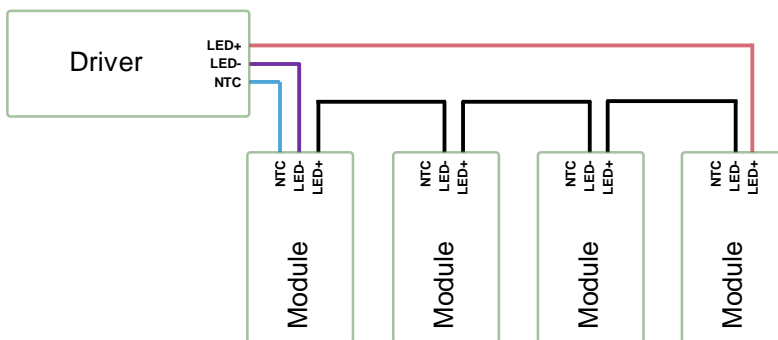 Driver
LED+
LED-
NTC
NTC
LED-
LED+
Module
NTC
LED-
LED+
Module
NTC
LED-
LED+
Module
NTC
LED-
LED+
Module